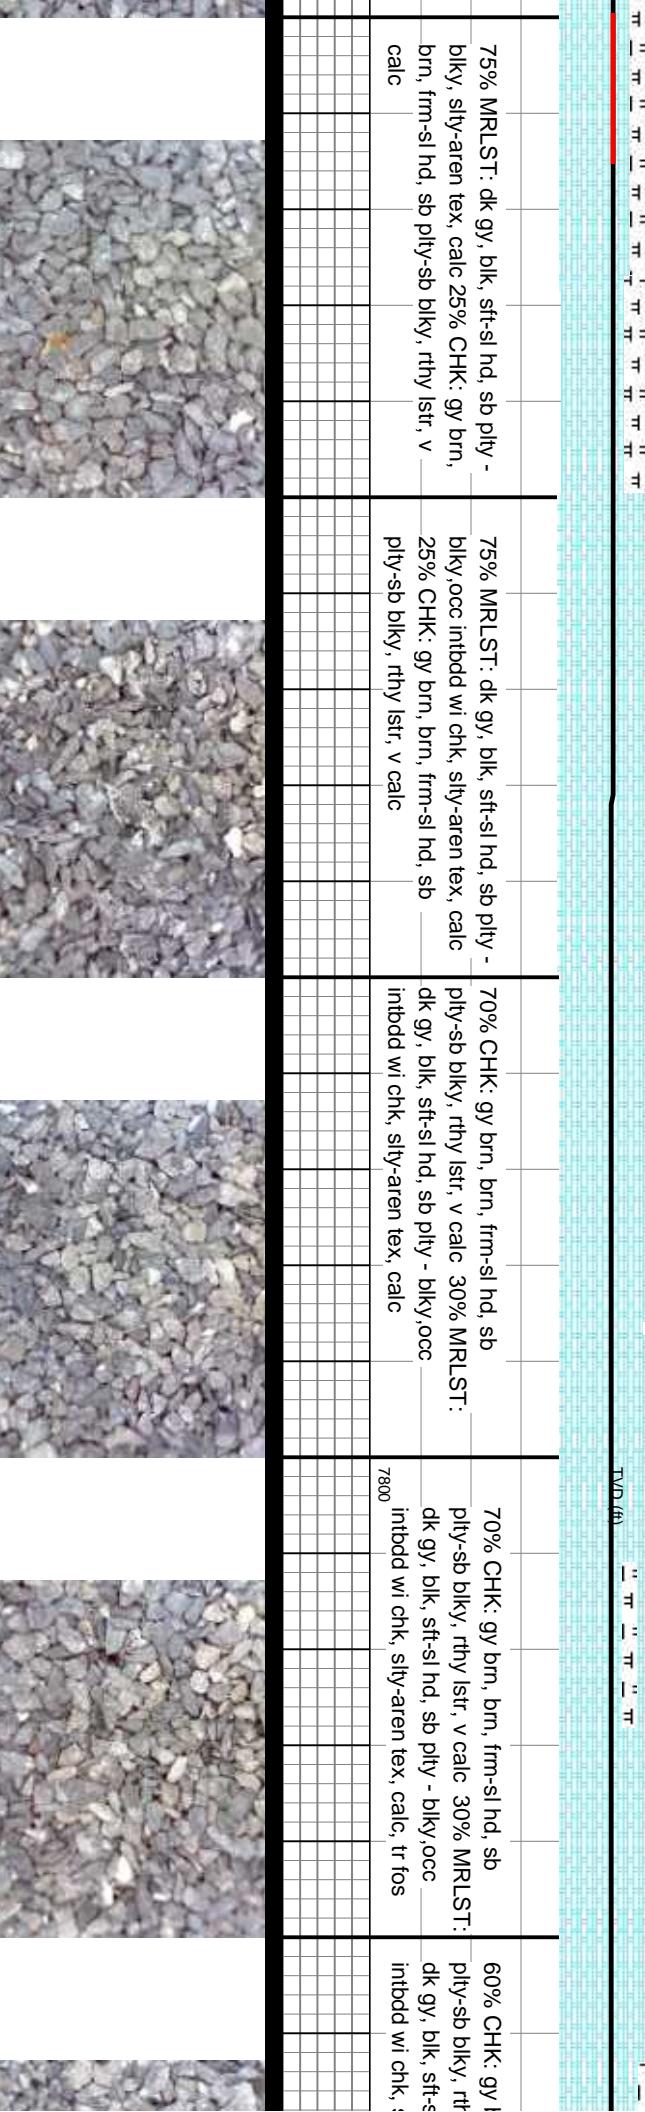 75% MRLST: dk gy, blk, sft-sl hd, sb plty -
blky, slty-aren tex, calc 25% CHK: gy brn,
brn, frm-sl hd, sb plty-sb blky, rthy lstr, v
calc
75% MRLST: dk gy, blk, sft-sl hd, sb plty -
blky,occ intbdd wi chk, slty-aren tex, calc
25% CHK: gy brn, brn, frm-sl hd, sb
plty-sb blky, rthy lstr, v calc
70% CHK: gy brn, brn, frm-sl hd, sb
plty-sb blky, rthy lstr, v calc 30% MRLST:
dk gy, blk, sft-sl hd, sb plty - blky,occ
intbdd wi chk, slty-aren tex, calc
7800
70% CHK: gy brn, brn, frm-sl hd, sb
plty-sb blky, rthy lstr, v calc 30% MRLST:
dk gy, blk, sft-sl hd, sb plty - blky,occ
intbdd wi chk, slty-aren tex, calc, tr fos
TVD (ft)
60% CHK: gy
plty-sb blky,
dk gy, blk,
intbdd wi chk,